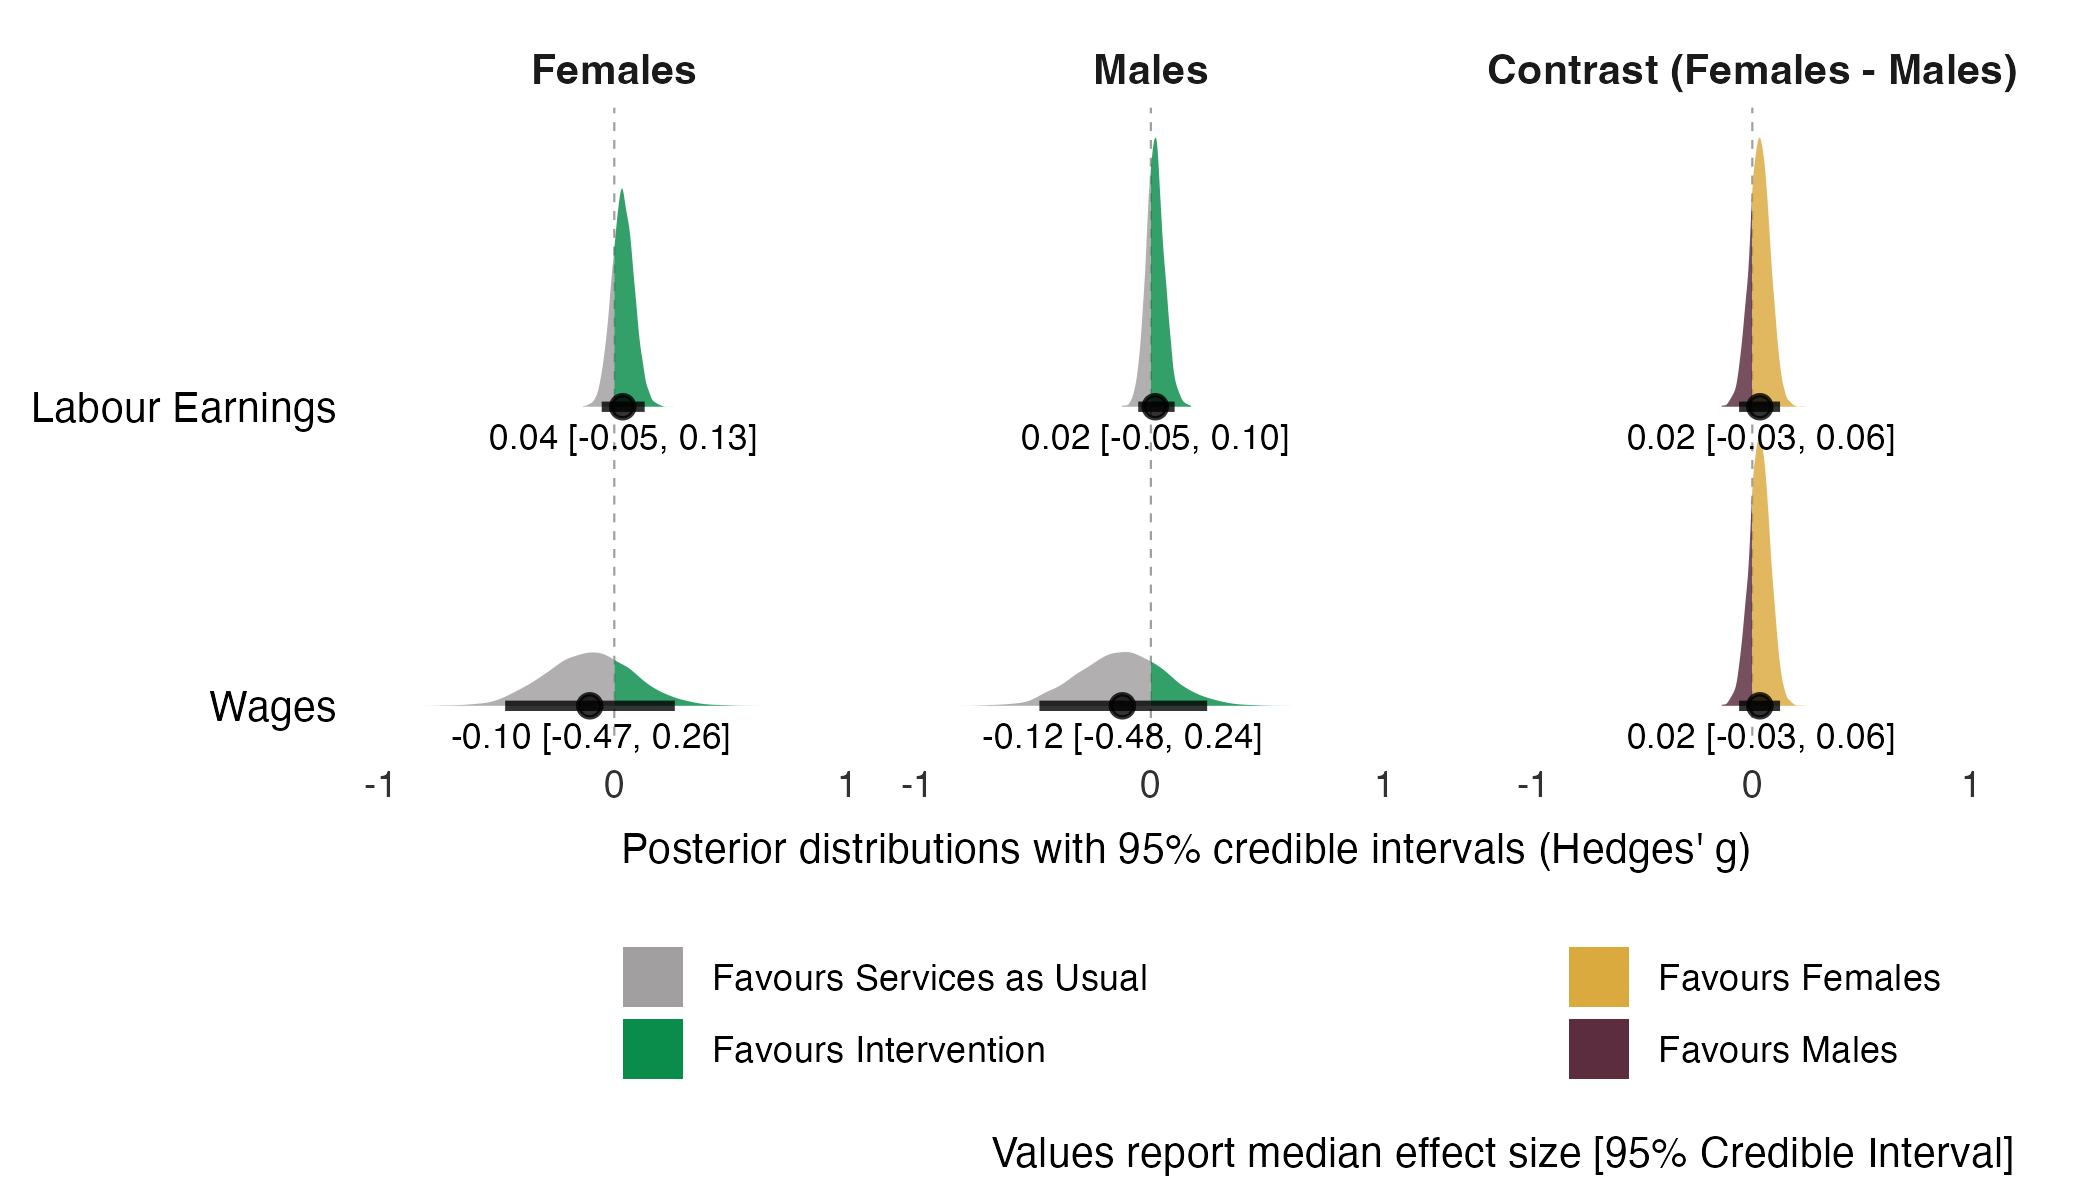 Females Males Contrast (Females - Males)
Labour Earnings
0.04 [-0.05, 0.13] 0.02 [-0.05, 0.10] 0.02 [-0.03, 0.06]
Wages
-0.10 [-0.47, 0.26] -0.12 [-0.48, 0.24] 0.02 [-0.03, 0.06]
-1 0 1 -1 0 1 -1 0 1
Posterior distributions with 95% credible intervals (Hedges' g)
Favours Services as Usual Favours Females
Favours Intervention Favours Males
Values report median effect size [95% Credible Interval]